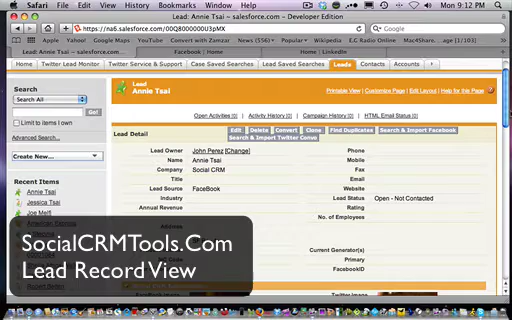 Safari File Edit View History Bookmarks Window Help Mon 9:12 PM
Lead: Annie Tsai ~ salesforce.com ~ Developer Edition
https://na6.salesforce.com/00Q8000000U3pMX
Google
Apple Yahoo! Google Maps YouTube Convert with Zamzar News Popular Wikipedia
Lead: Annie Tsai ~ salesforce.co... Facebook | Home Home | LinkedIn
Home Twitter Lead Monitor Twitter Service & Support Case Saved Searches Lead Saved Searches Leads Contacts Accounts
Search
Search All
Go!
Limit to items I own
Advanced Search...
Create New...
Recent Items
Annie Tsai
Jessica Tsai
Joe Melfi
American Express
Lead
Annie Tsai
Printable View | Customize Page | Edit Layout | Help for this Page
Open Activities [0] | Activity History [0] | Campaign History [0] | HTML Email Status [0]
Lead Detail
Edit Delete Convert Clone Find Duplicates Search & Import Facebook
Search & Import Twitter Convo
Lead Owner John Perez [Change] Phone
Name Annie Tsai Mobile
Company Social CRM Fax
Title Email
Lead Source FaceBook Website
Industry Lead Status Open - Not Contacted
Annual Revenue Rating
No. of Employees
Address
Current Generator(s)
Primary
FacebookID
SocialCRMTools.Com
Lead Record View